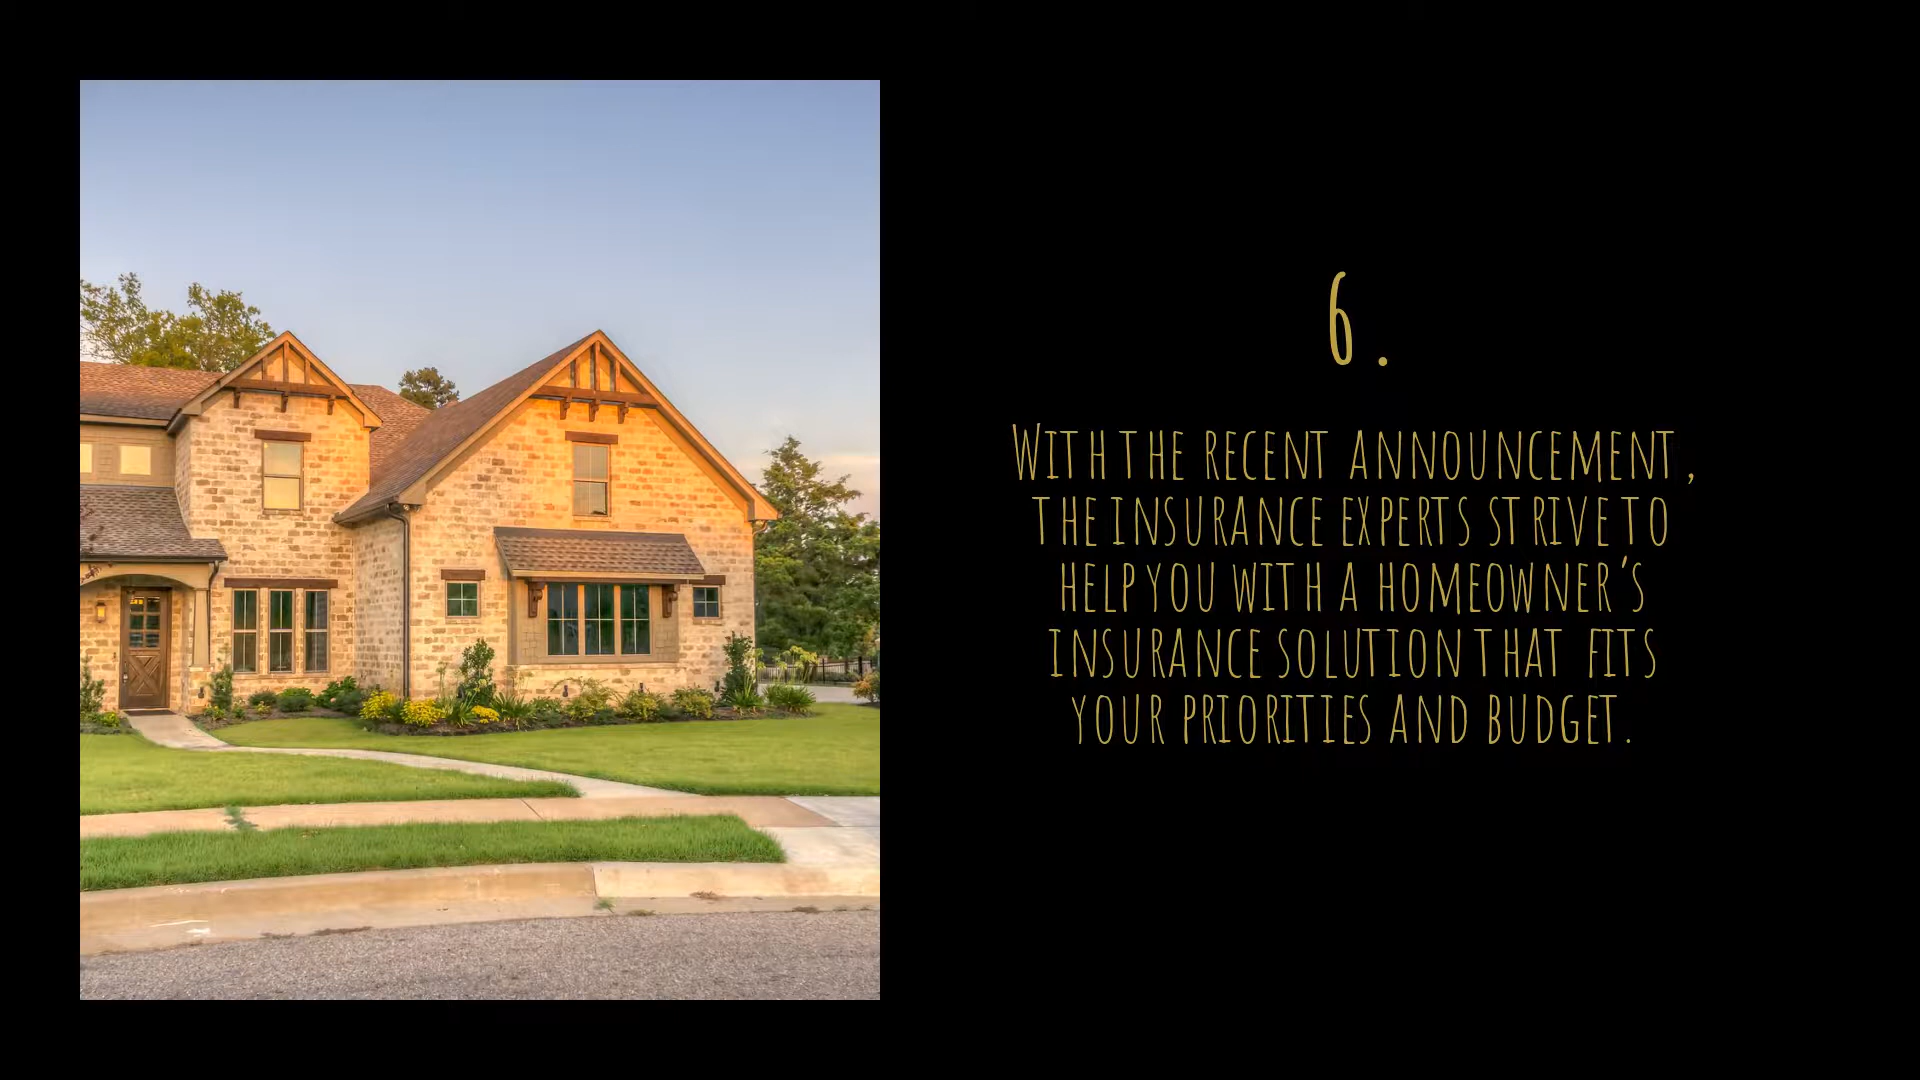 6.
With the recent announcement,
the insurance experts strive to
help you with a homeowner’s
insurance solution that fits
your priorities and budget.